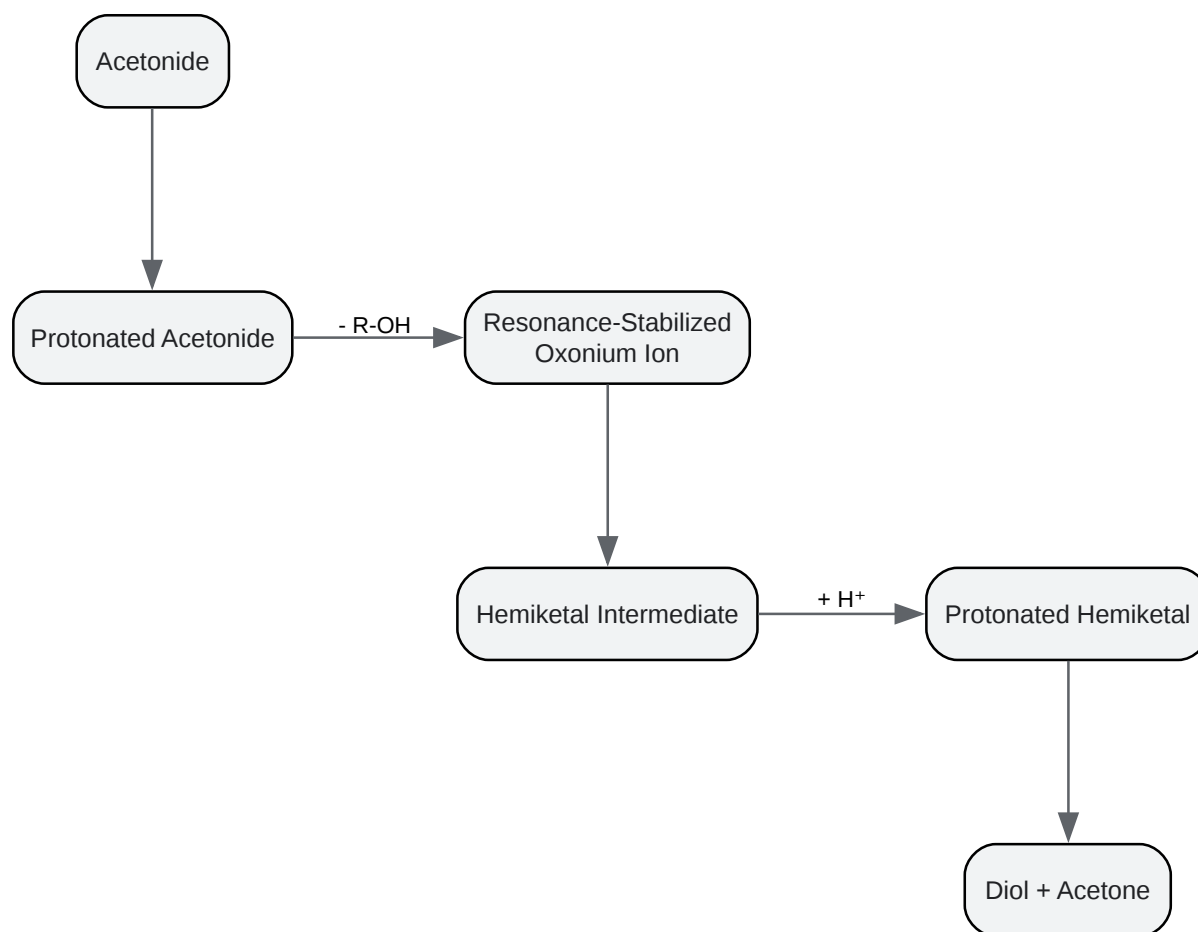 Acetonide
Protonated Acetonide
- R-OH
Resonance-Stabilized
Oxonium Ion
Hemiketal Intermediate
+ H⁺
Protonated Hemiketal
Diol + Acetone